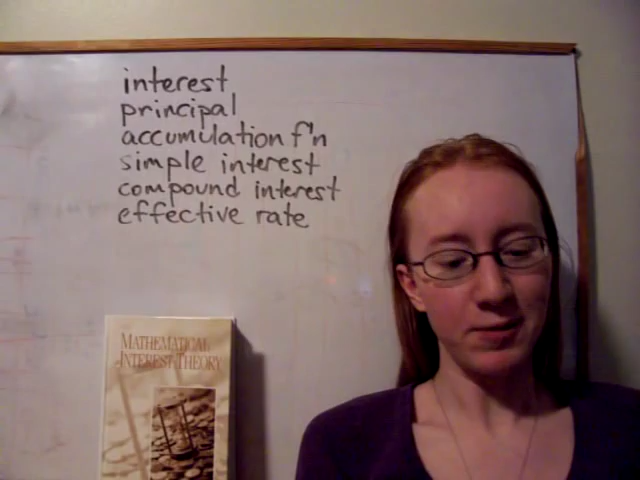 interest
principal
accumulation f'n
simple interest
compound interest
effective rate
MATHEMATICAL
INTEREST THEORY